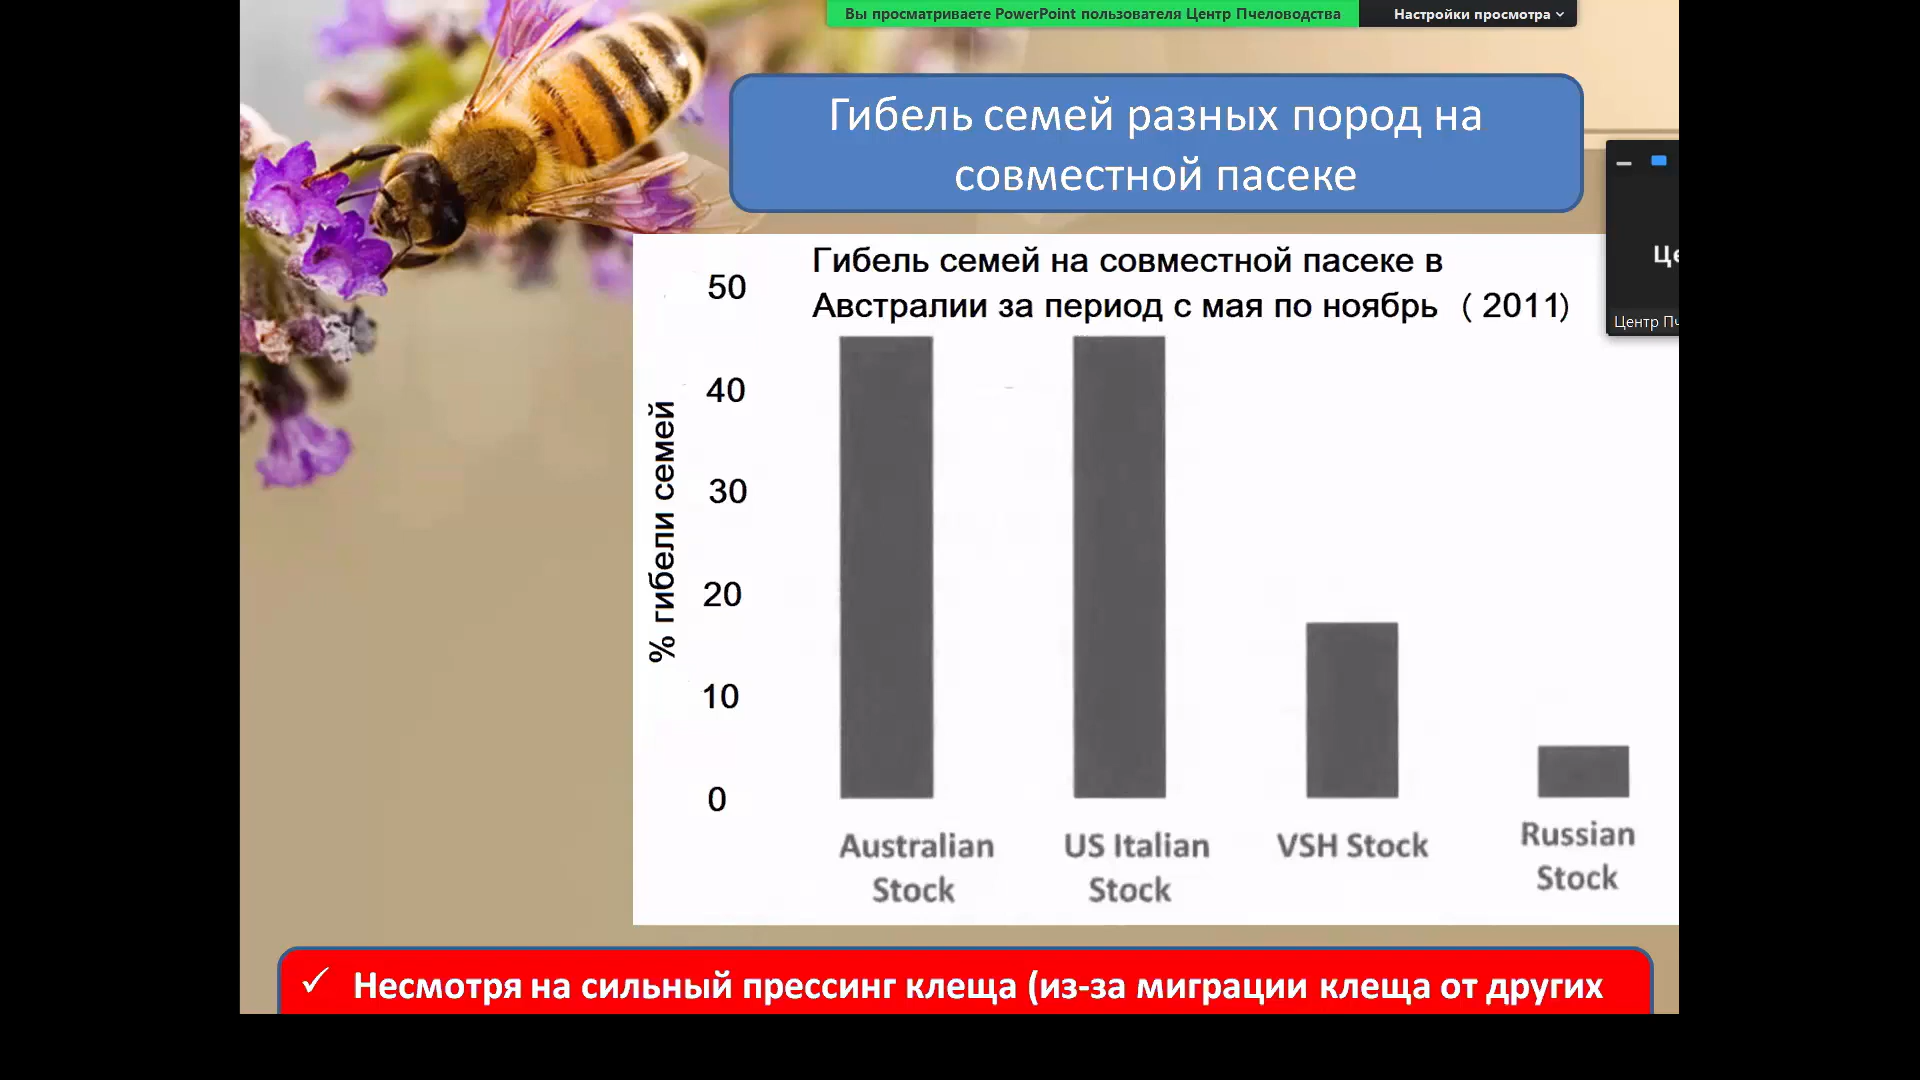 Вы просматриваете PowerPoint пользователя Центр Пчеловодства
Настройки просмотра
Гибель семей разных пород на
совместной пасеке
Гибель семей на совместной пасеке в
Австралии за период с мая по ноябрь ( 2011)
% гибели семей
50
40
30
20
10
0
Australian
Stock
US Italian
Stock
VSH Stock
Russian
Stock
Це
Центр Пч
✓ Несмотря на сильный прессинг клеща (из-за миграции клеща от других